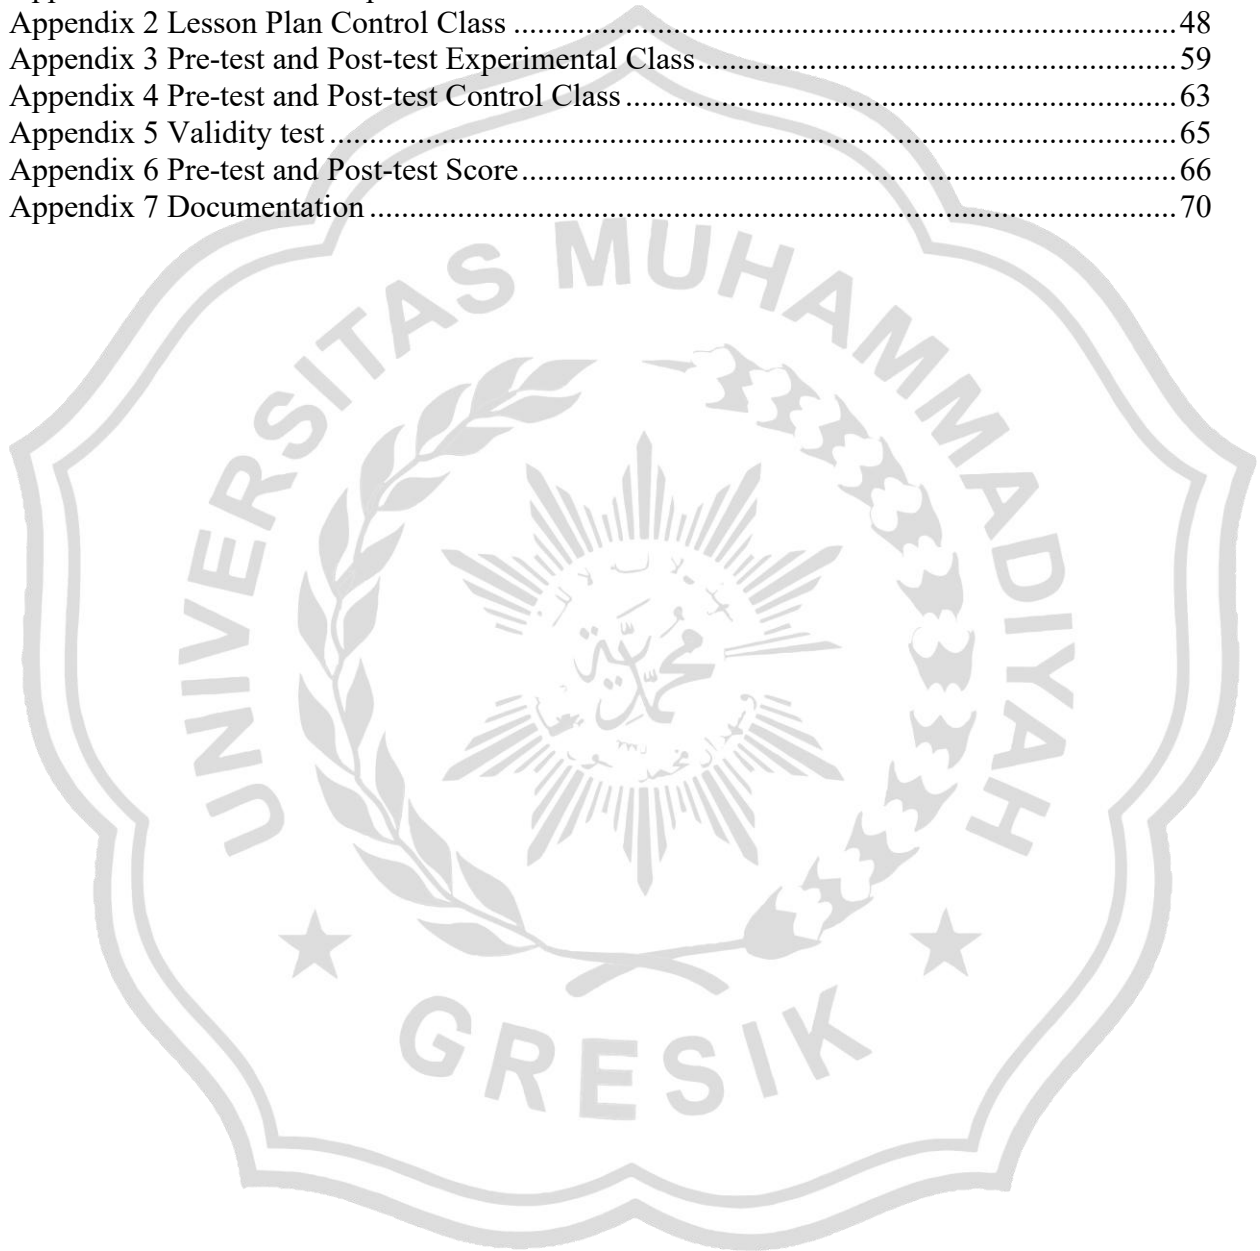 Appendix 2 Lesson Plan Control Class ................................................................................... 48
Appendix 3 Pre-test and Post-test Experimental Class ............................................................ 59
Appendix 4 Pre-test and Post-test Control Class ..................................................................... 63
Appendix 5 Validity test .......................................................................................................... 65
Appendix 6 Pre-test and Post-test Score .................................................................................. 66
Appendix 7 Documentation ..................................................................................................... 70
UNIVERSITAS MUHAMMADIYAH
محمدية
GRESIK